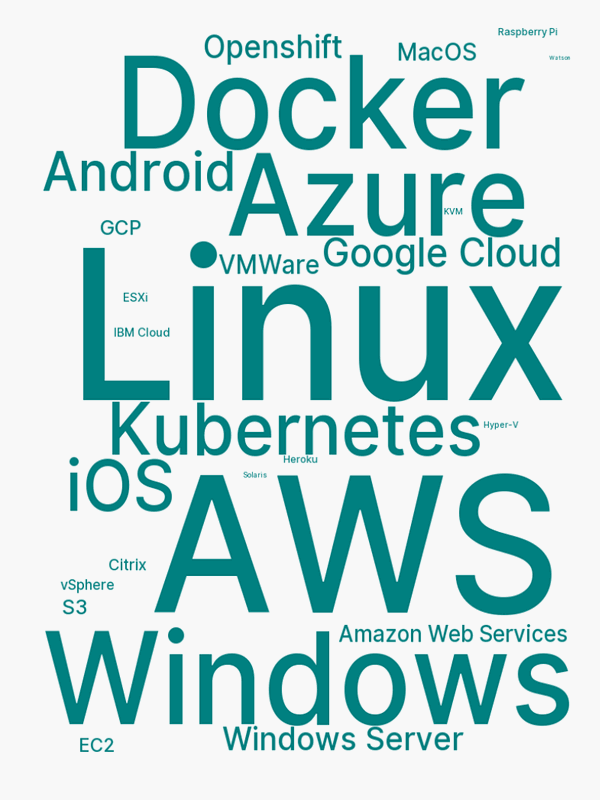 Raspberry Pi
Openshift
MacOS
Watson
Docker
Android
Azure
KVM
GCP
VMWare
Google Cloud
Linux
ESXi
IBM Cloud
Kubernetes
Hyper-V
Heroku
iOS
Solaris
AWS
Citrix
vSphere
S3
Amazon Web Services
Windows
Windows Server
EC2